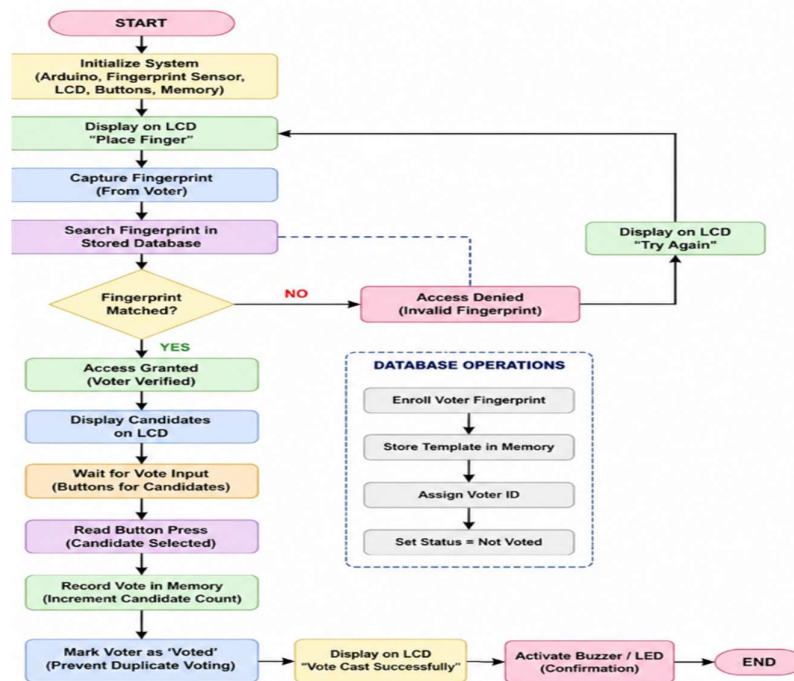 START
Initialize System
(Arduino, Fingerprint Sensor,
LCD, Buttons, Memory)
Display on LCD
"Place Finger"
Capture Fingerprint
(From Voter)
Search Fingerprint in
Stored Database
Display on LCD
"Try Again"
Fingerprint
Matched?
NO
Access Denied
(Invalid Fingerprint)
YES
Access Granted
(Voter Verified)
Display Candidates
on LCD
Wait for Vote Input
(Buttons for Candidates)
Read Button Press
(Candidate Selected)
Record Vote in Memory
(Increment Candidate Count)
Mark Voter as ‘Voted’
(Prevent Duplicate Voting)
Display on LCD
"Vote Cast Successfully"
Activate Buzzer / LED
(Confirmation)
END
DATABASE OPERATIONS
Enroll Voter Fingerprint
Store Template in Memory
Assign Voter ID
Set Status = Not Voted